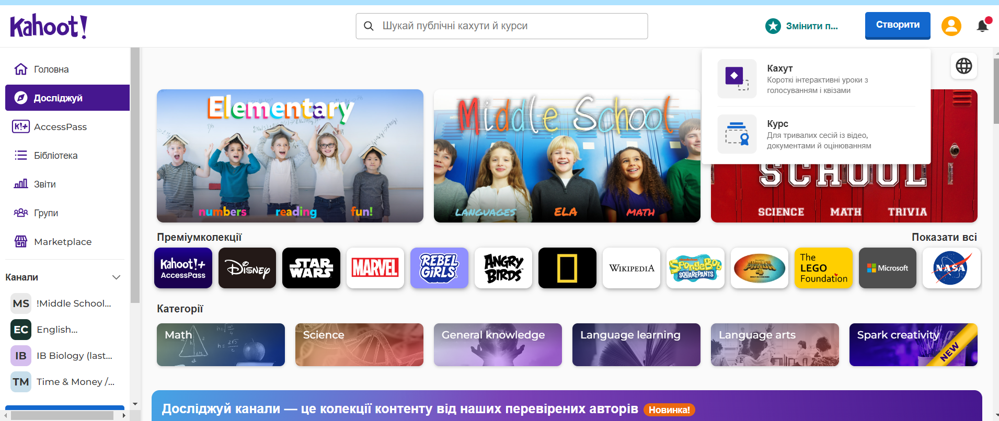 Kahoot!
Шукай публічні кахути й курси
Змінити п...
Створити
Головна
Досліджуй
K!+ AccessPass
Бібліотека
Звіти
Групи
Marketplace
Канали
MS !Middle School...
EC English...
IB IB Biology (last...
TM Time & Money /...
Кахут
Короткі інтерактивні уроки з
голосуванням і квізами
Курс
Для тривалих сесій із відео,
документами й оцінюванням
Elementary
numbers reading fun!
Middle School
LANGUAGES ELA MATH
SCHOOL
SCIENCE MATH TRIVIA
Преміумколекції
Показати всі
Kahoot!+
AccessPass
Disney
STAR
WARS
MARVEL
REBEL
GIRLS
ANGRY
BIRDS
WIKIPEDIA
nickelodeon
SpongeBob
SQUAREPANTS
The
LEGO
Foundation
Microsoft
NASA
Категорії
Math
Science
General knowledge
Language learning
Language arts
Spark creativity
NEW
Досліджуй канали — це колекції контенту від наших перевірених авторів
Новинка!